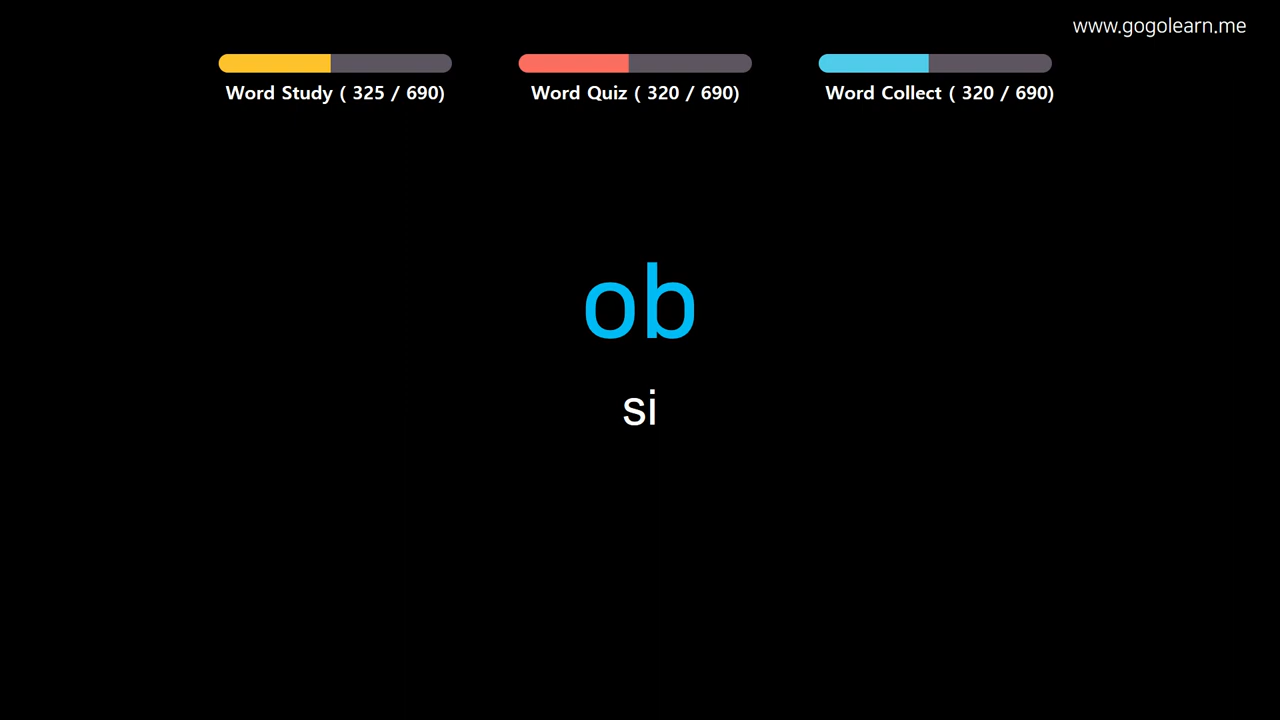 www.gogolearn.me
Word Study ( 325 / 690)
Word Quiz ( 320 / 690)
Word Collect ( 320 / 690)
ob
si